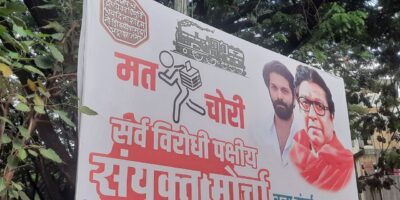 मत
चोरी
सर्व विरोधी पक्षीय
संयुक्त मोर्चा